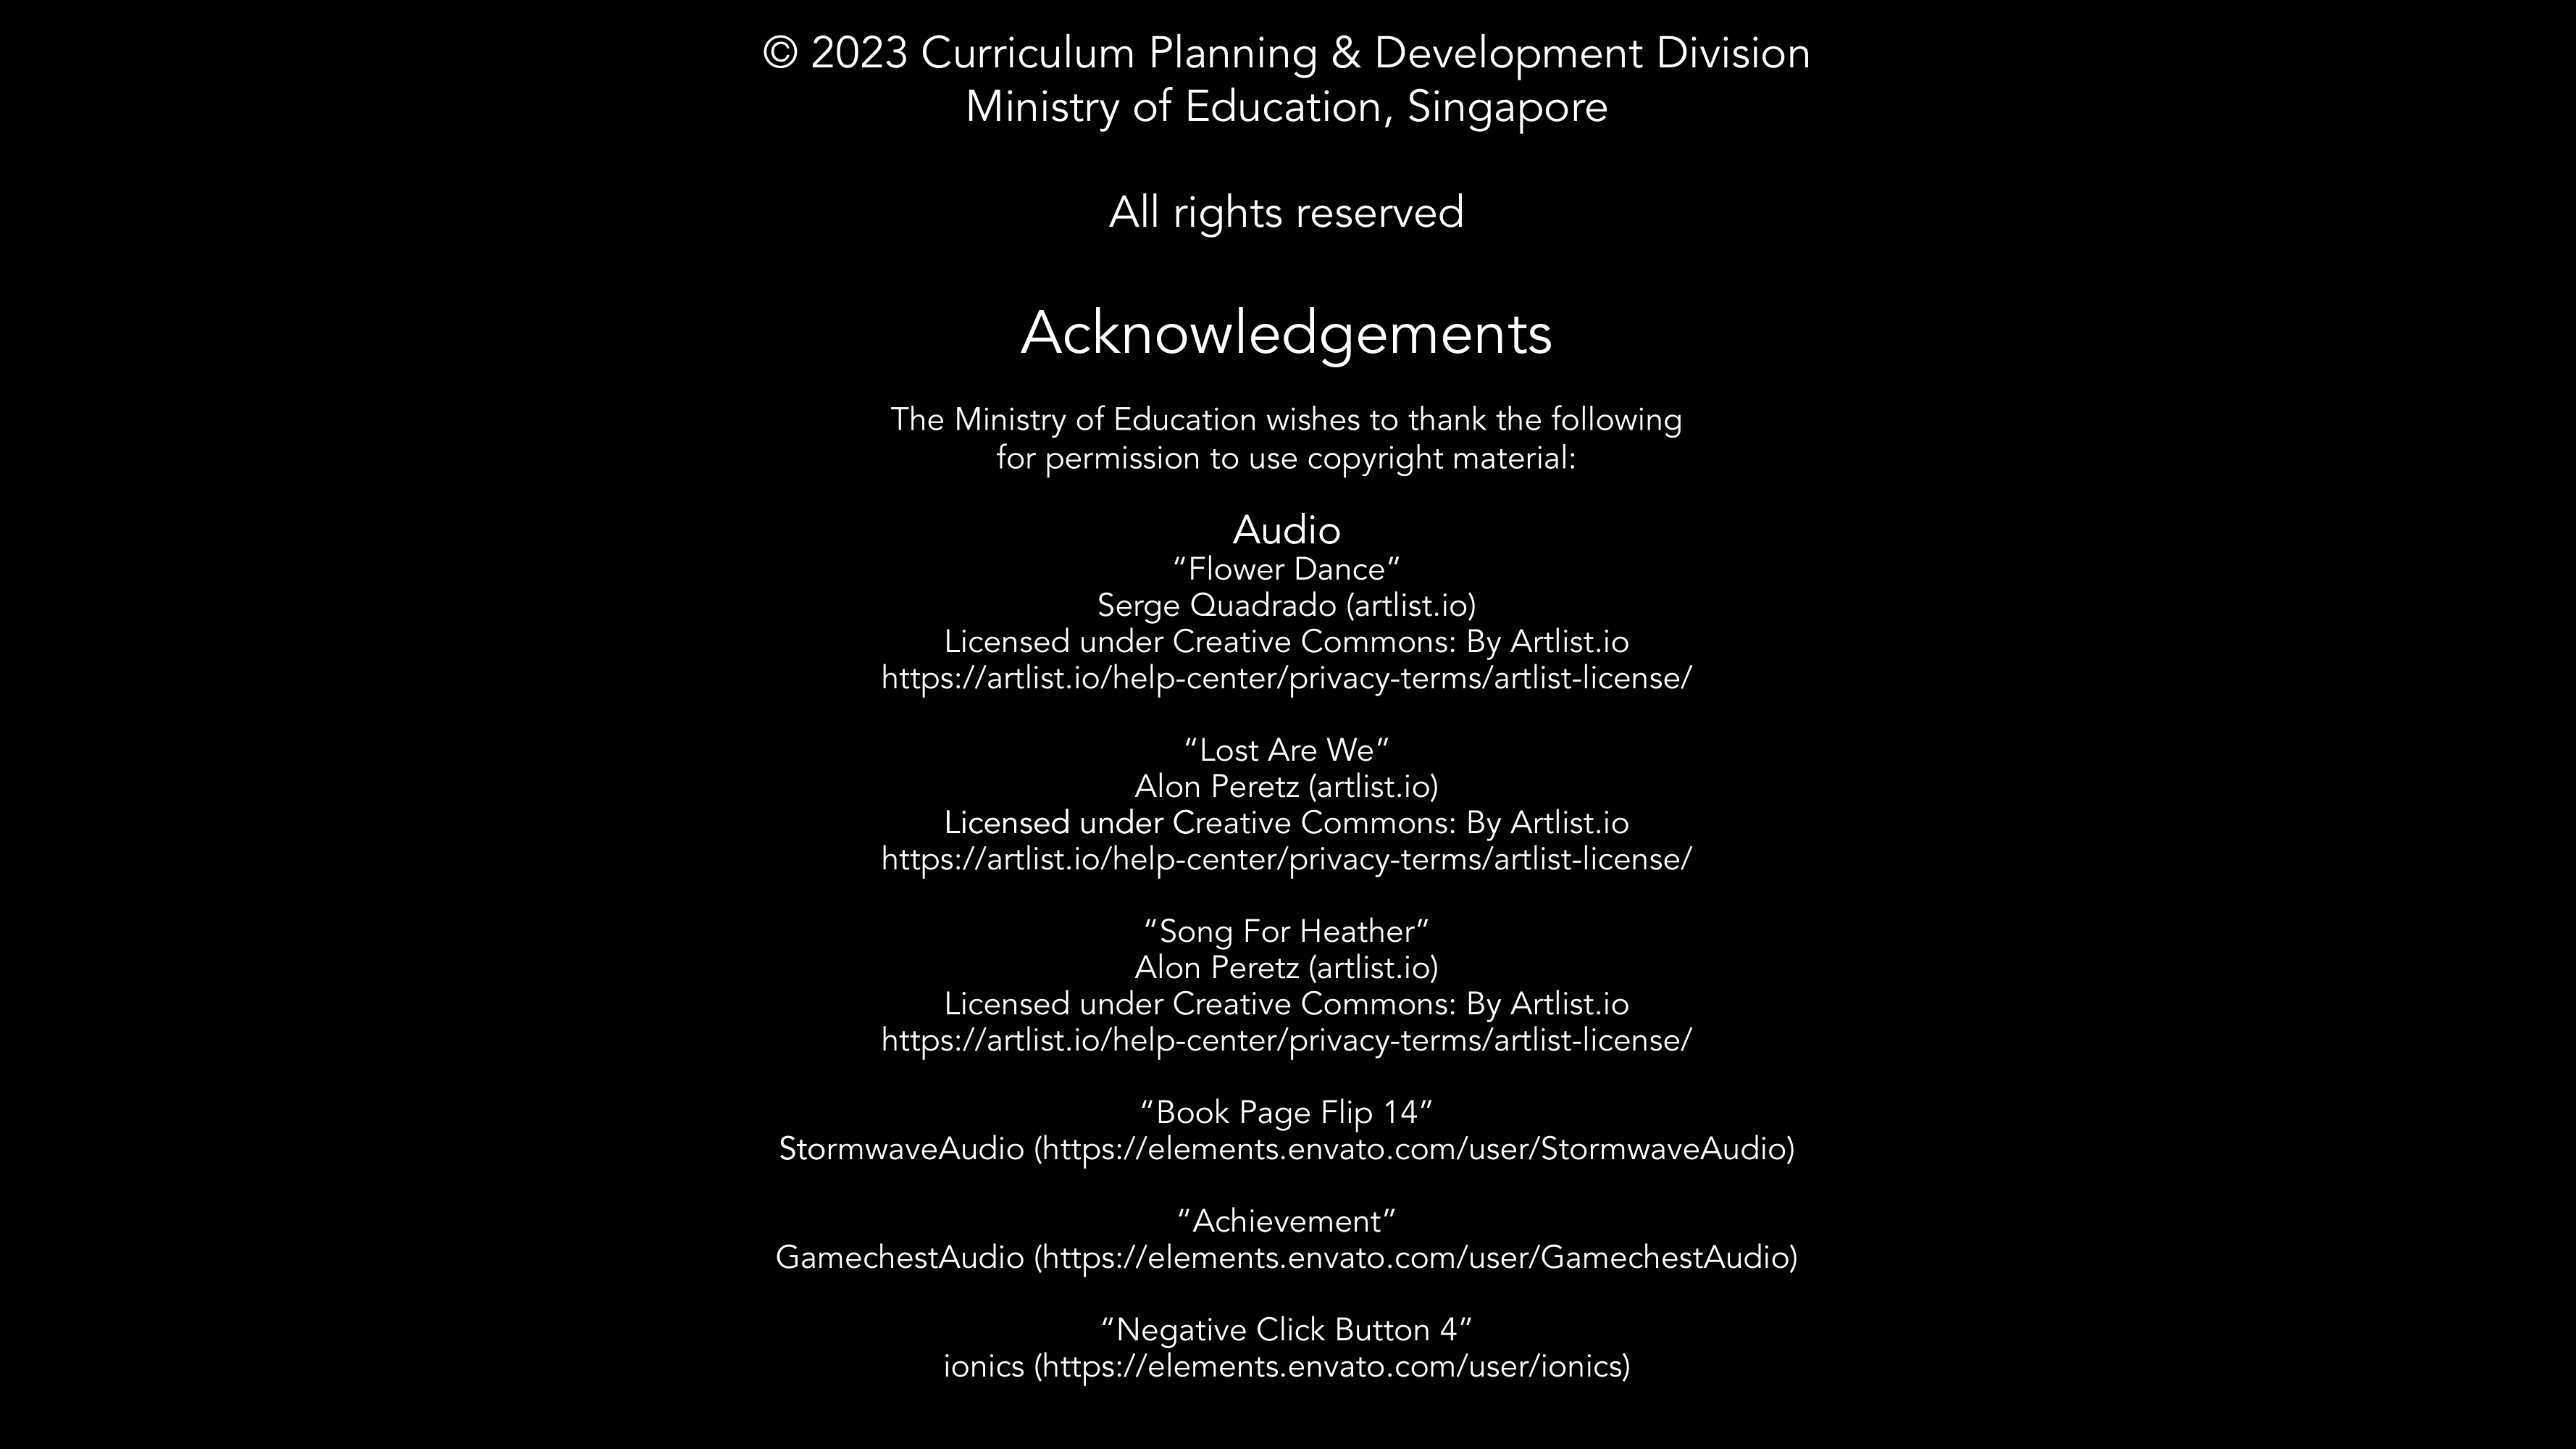 © 2023 Curriculum Planning & Development Division
Ministry of Education, Singapore
All rights reserved
Acknowledgements
The Ministry of Education wishes to thank the following
for permission to use copyright material:
Audio
“Flower Dance”
Serge Quadrado (artlist.io)
Licensed under Creative Commons: By Artlist.io
https://artlist.io/help-center/privacy-terms/artlist-license/
“Lost Are We”
Alon Peretz (artlist.io)
Licensed under Creative Commons: By Artlist.io
https://artlist.io/help-center/privacy-terms/artlist-license/
“Song For Heather”
Alon Peretz (artlist.io)
Licensed under Creative Commons: By Artlist.io
https://artlist.io/help-center/privacy-terms/artlist-license/
“Book Page Flip 14”
StormwaveAudio (https://elements.envato.com/user/StormwaveAudio)
“Achievement”
GamechestAudio (https://elements.envato.com/user/GamechestAudio)
“Negative Click Button 4”
ionics (https://elements.envato.com/user/ionics)